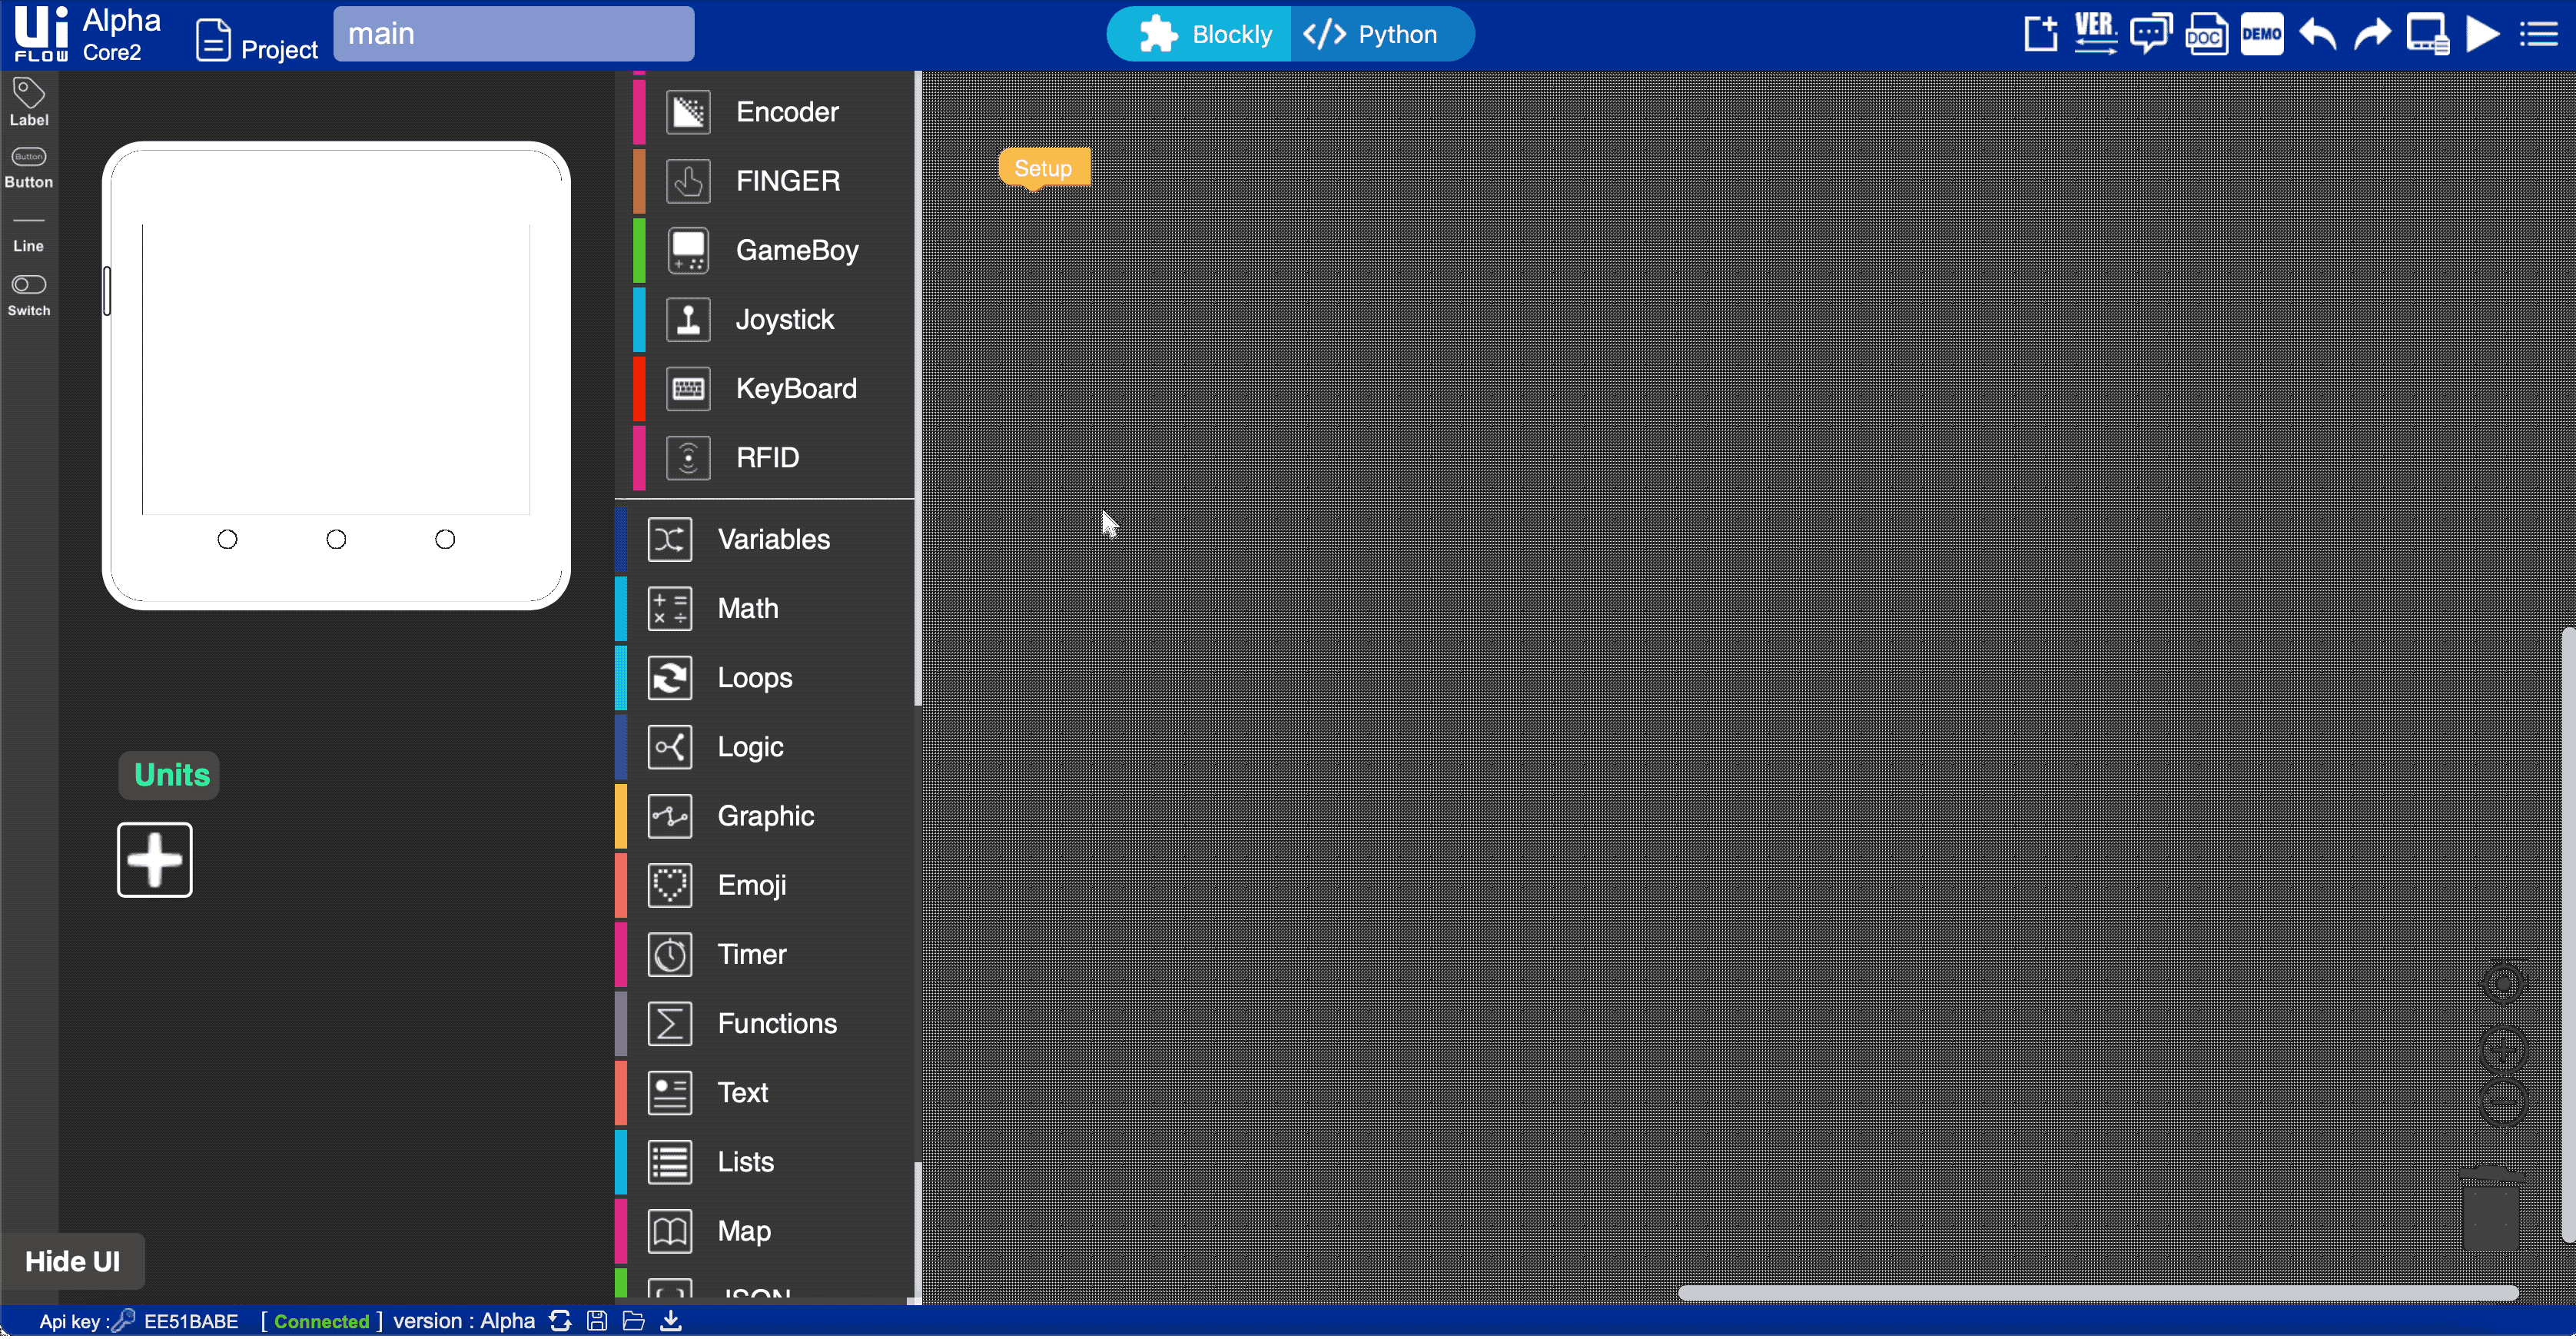 Ui
FLOW
Alpha
Core2
Project
main
Blockly
</> Python
VER.
DOC
DEMO
Label
Button
Button
Line
Switch
Units
Hide UI
Encoder
FINGER
GameBoy
Joystick
KeyBoard
RFID
Variables
Math
Loops
Logic
Graphic
Emoji
Timer
Functions
Text
Lists
Map
JSON
Setup
Api key : EE51BABE [ Connected ] version : Alpha